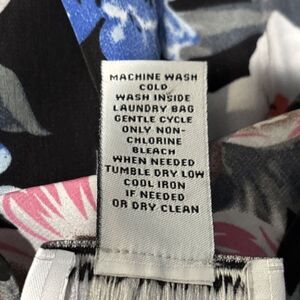 MACHINE WASH
COLD
WASH INSIDE
LAUNDRY BAG
GENTLE CYCLE
ONLY NON-
CHLORINE
BLEACH
WHEN NEEDED
TUMBLE DRY LOW
COOL IRON
IF NEEDED
OR DRY CLEAN